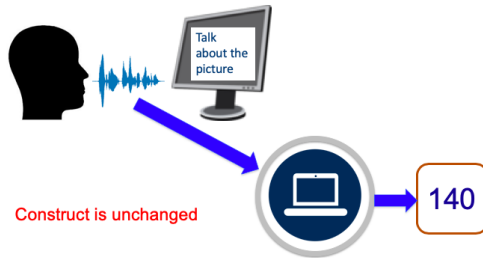 Talk
about the
picture
140
Construct is unchanged